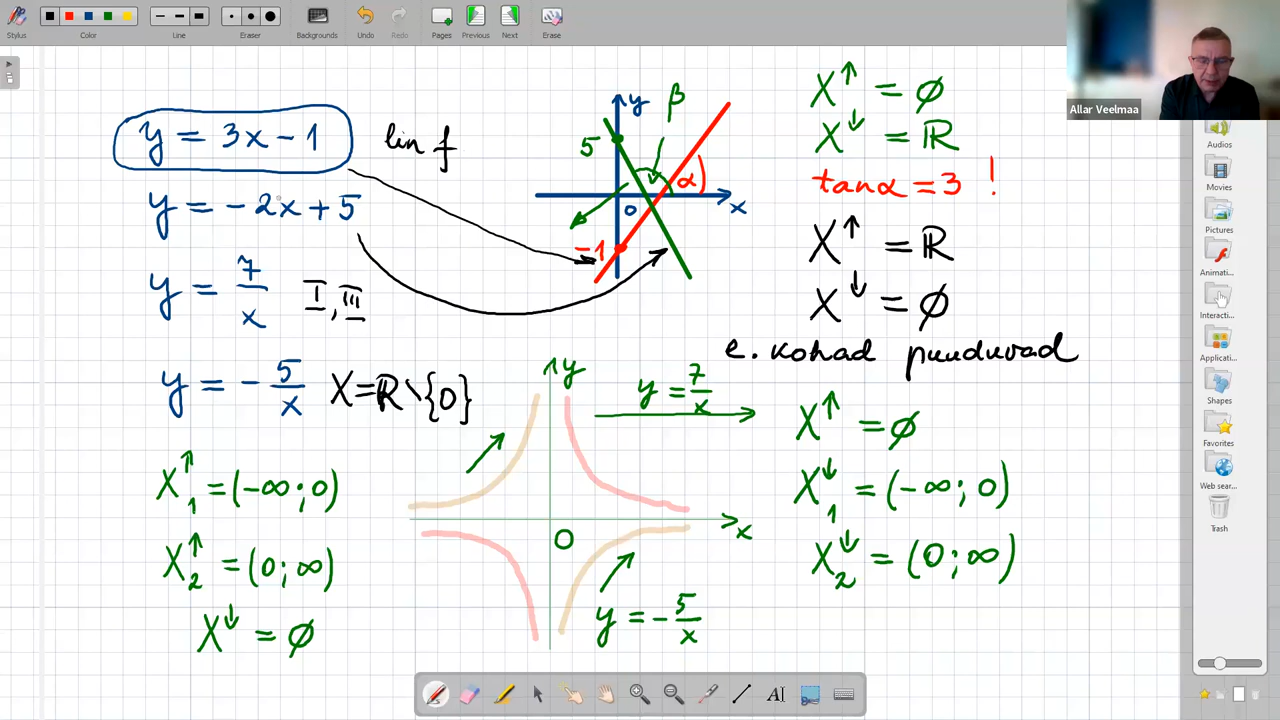 Stylus
Color
Line
Eraser
Backgrounds
Undo
Redo
Pages
Previous
Next
Erase
Allar Veelmaa
y = 3x - 1
lin f
y = -2x + 5
y = 7/x I, III
y = - 5/x X = ℝ \ {0}
X₁↑ = (-∞; 0)
X₂↑ = (0; ∞)
X↓ = ∅
y
β
5
α
0
x
-1
y
y = 7/x
0
x
y = - 5/x
X↑ = ∅
X↓ = ℝ
tanα = 3 !
X↑ = ℝ
X↓ = ∅
e. kohad puuduvad
X↑ = ∅
X₁↓ = (-∞; 0)
X₂↓ = (0; ∞)
Audios
Movies
Pictures
Animati...
Interacti...
Applicati...
Shapes
Favorites
Web sear...
Trash
AI